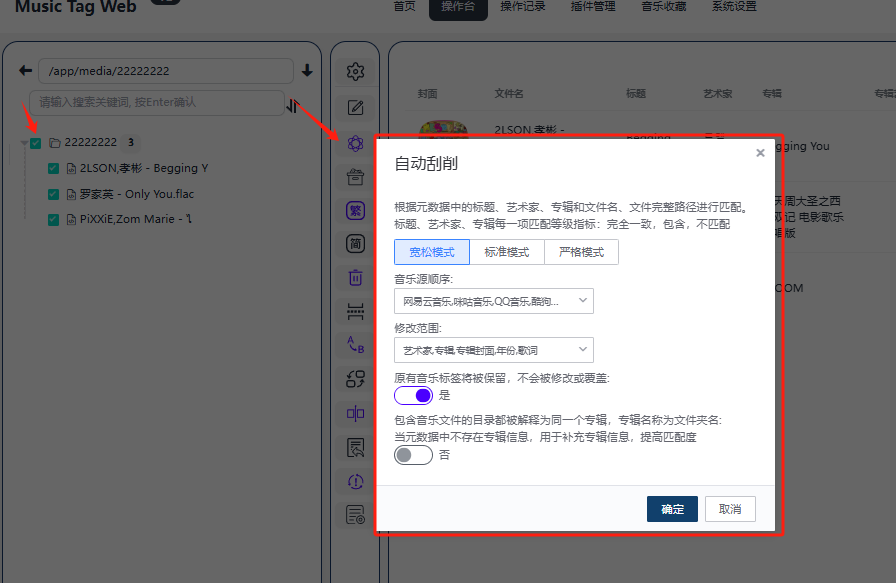 Music Tag Web
首页 操作台 操作记录 插件管理 音乐收藏 系统设置
/app/media/22222222
请输入搜索关键词, 按Enter确认
22222222 3
2LSON,孝彬 - Begging Y
罗家英 - Only You.flac
PiXXiE,Zom Marie -
繁
简
A B
封面 文件名 标题 艺术家 专辑
2LSON,孝彬 -
gging You
周大圣之西
记 电影歌乐
版
COM
自动刮削
根据元数据中的标题、艺术家、专辑和文件名、文件完整路径进行匹配。
标题、艺术家、专辑每一项匹配等级指标：完全一致，包含，不匹配
宽松模式 标准模式 严格模式
音乐源顺序:
网易云音乐,咪咕音乐,QQ音乐,酷狗...
修改范围:
艺术家,专辑,专辑封面,年份,歌词
原有音乐标签将被保留，不会被修改或覆盖:
是
包含音乐文件的目录都被解释为同一个专辑，专辑名称为文件夹名:
当元数据中不存在专辑信息，用于补充专辑信息，提高匹配度
否
确定 取消